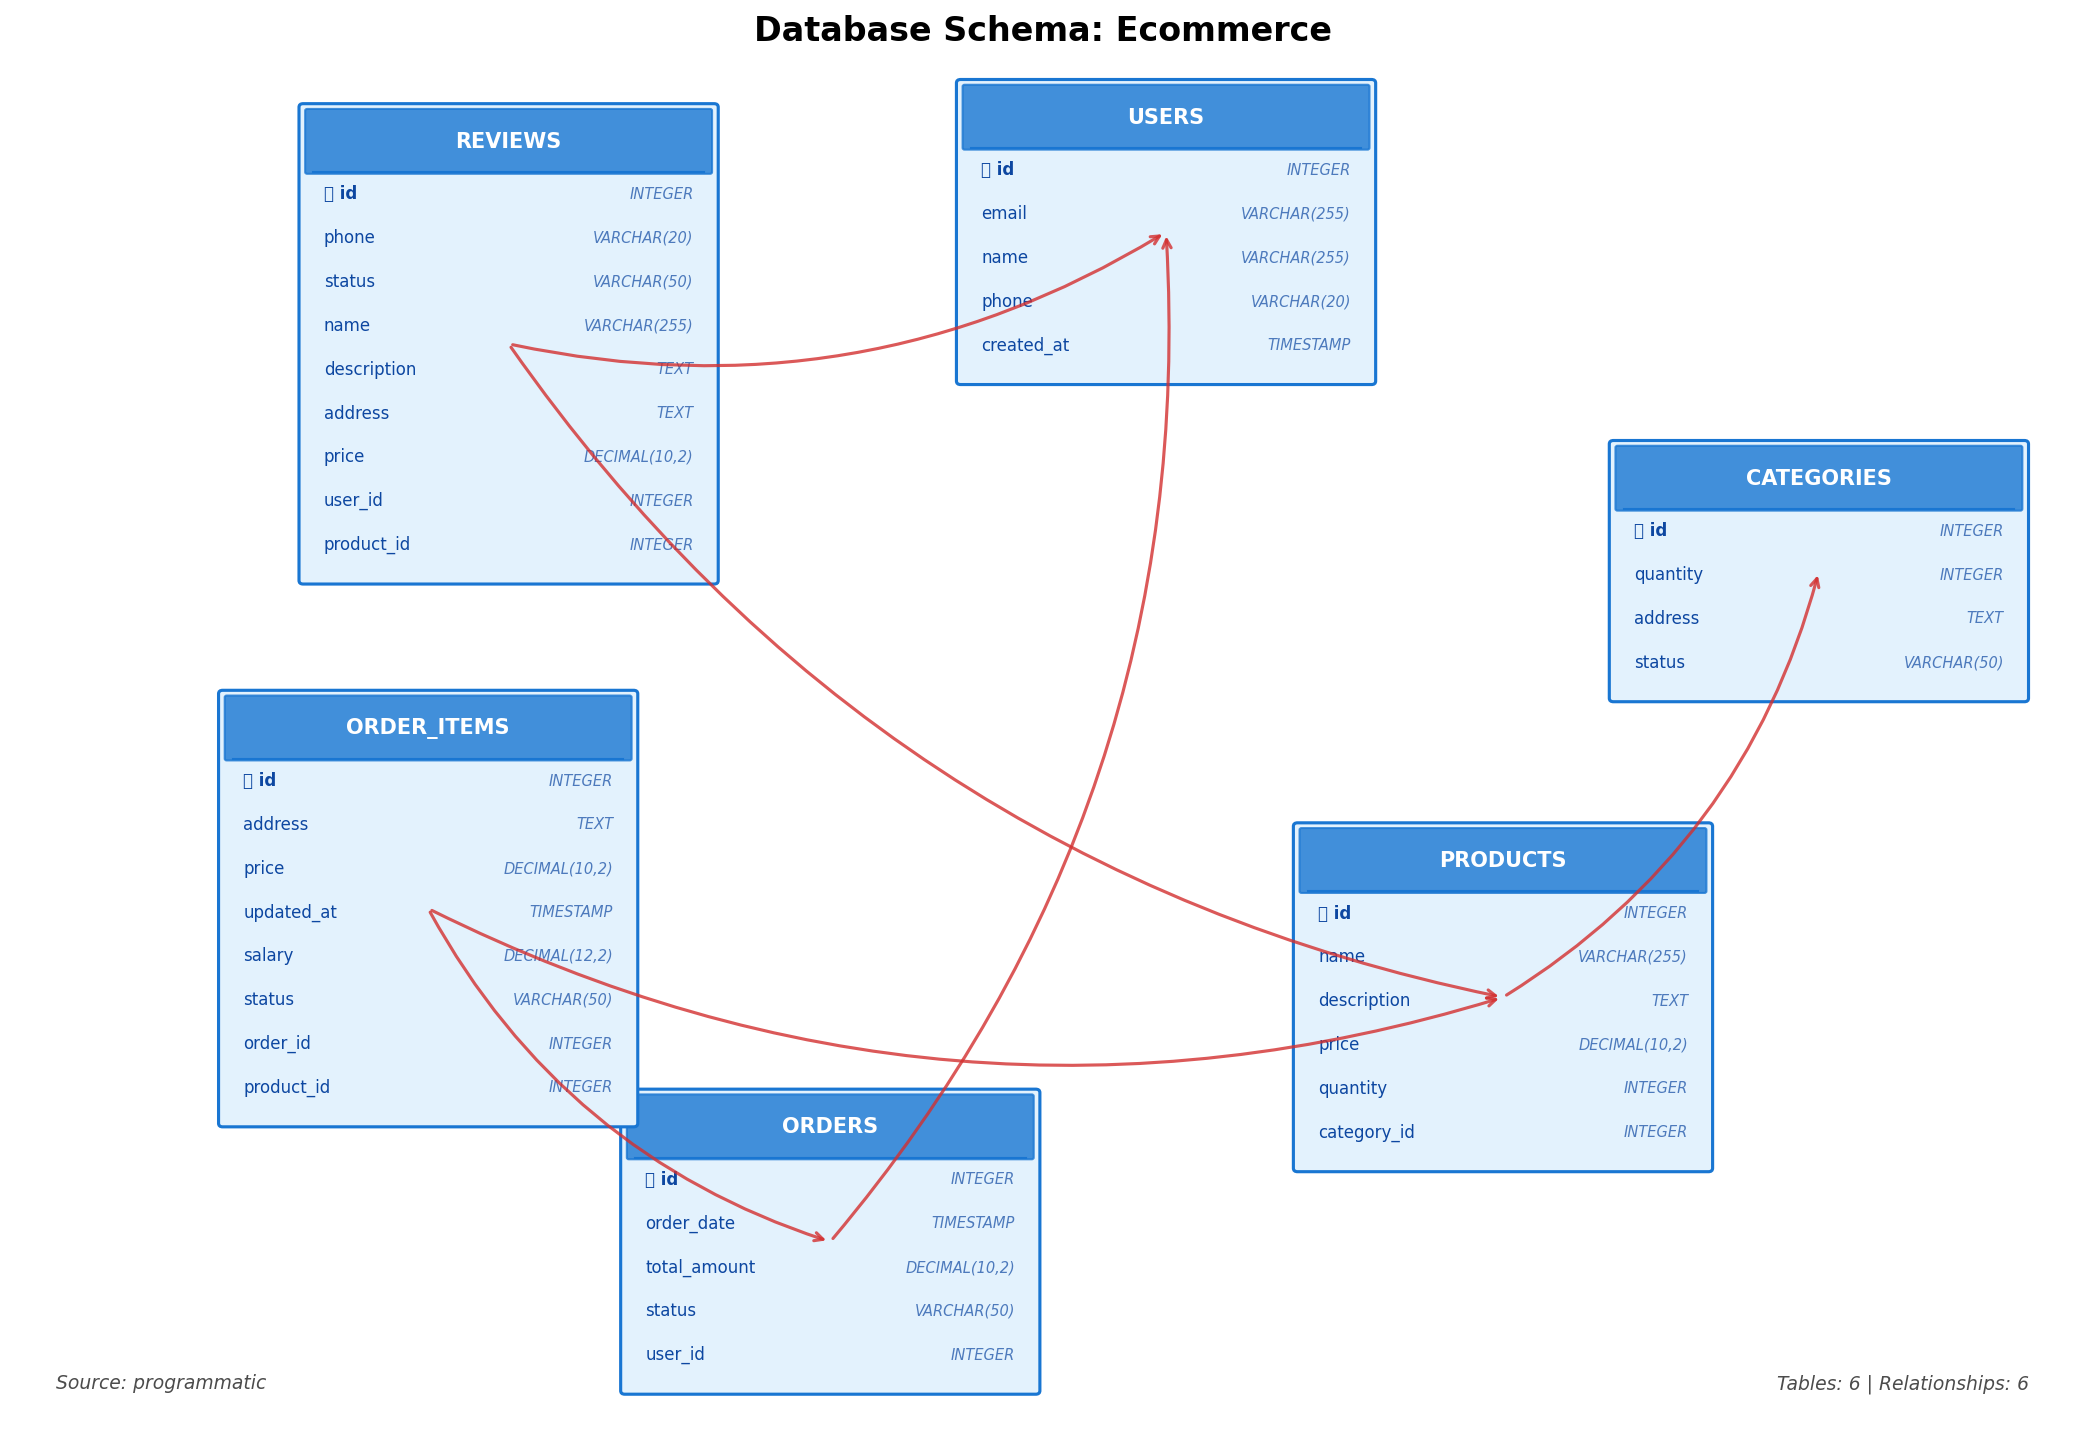 Database Schema: Ecommerce
REVIEWS
id INTEGER
phone VARCHAR(20)
status VARCHAR(50)
name VARCHAR(255)
description TEXT
address TEXT
price DECIMAL(10,2)
user_id INTEGER
product_id INTEGER
USERS
id INTEGER
email VARCHAR(255)
name VARCHAR(255)
phone VARCHAR(20)
created_at TIMESTAMP
CATEGORIES
id INTEGER
quantity INTEGER
address TEXT
status VARCHAR(50)
ORDER_ITEMS
id INTEGER
address TEXT
price DECIMAL(10,2)
updated_at TIMESTAMP
salary DECIMAL(12,2)
status VARCHAR(50)
order_id INTEGER
product_id INTEGER
PRODUCTS
id INTEGER
name VARCHAR(255)
description TEXT
price DECIMAL(10,2)
quantity INTEGER
category_id INTEGER
ORDERS
id INTEGER
order_date TIMESTAMP
total_amount DECIMAL(10,2)
status VARCHAR(50)
user_id INTEGER
Source: programmatic
Tables: 6 | Relationships: 6